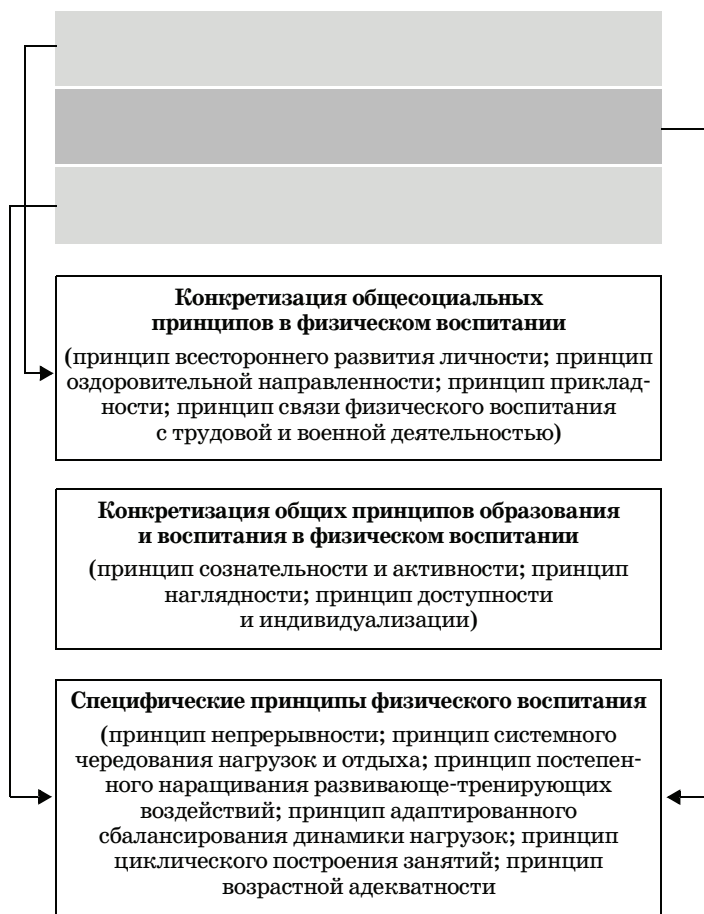 Конкретизация общесоциальных
принципов в физическом воспитании
(принцип всестороннего развития личности; принцип
оздоровительной направленности; принцип приклад-
ности; принцип связи физического воспитания
с трудовой и военной деятельностью)
Конкретизация общих принципов образования
и воспитания в физическом воспитании
(принцип сознательности и активности; принцип
наглядности; принцип доступности
и индивидуализации)
Специфические принципы физического воспитания
(принцип непрерывности; принцип системного
чередования нагрузок и отдыха; принцип постепен-
ного наращивания развивающе-тренирующих
воздействий; принцип адаптированного
сбалансирования динамики нагрузок; принцип
циклического построения занятий; принцип
возрастной адекватности